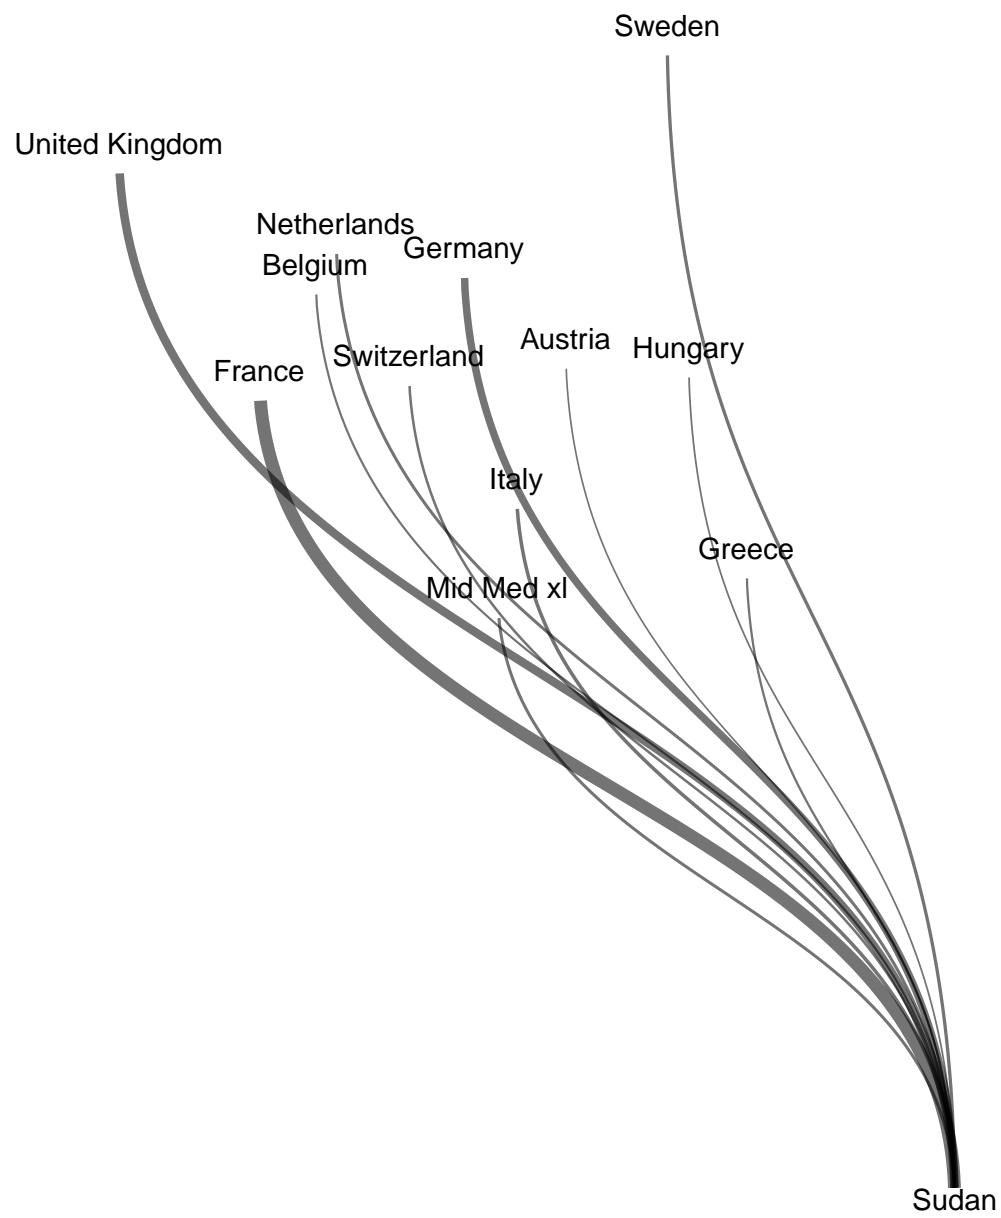 Sweden
United Kingdom
Netherlands
Germany
Belgium
Austria
Hungary
Switzerland
France
Italy
Greece
Mid Med xl
Sudan